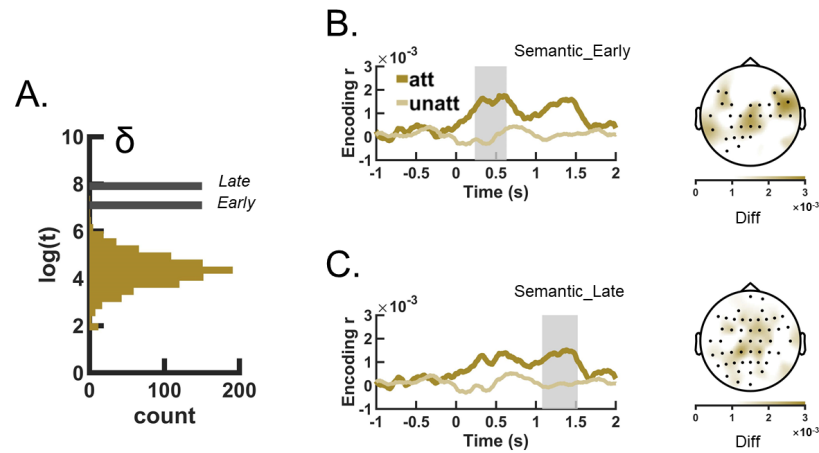 A.
δ
10
8
6
4
2
0
log(t)
Late
Early
0
100
200
count
B.
×10⁻³
Semantic_Early
3
2
1
0
-1
Encoding r
att
unatt
-1
-0.5
0
0.5
1
1.5
2
Time (s)
0
1
2
3
×10⁻³
Diff
C.
×10⁻³
Semantic_Late
3
2
1
0
-1
Encoding r
-1
-0.5
0
0.5
1
1.5
2
Time (s)
0
1
2
3
×10⁻³
Diff